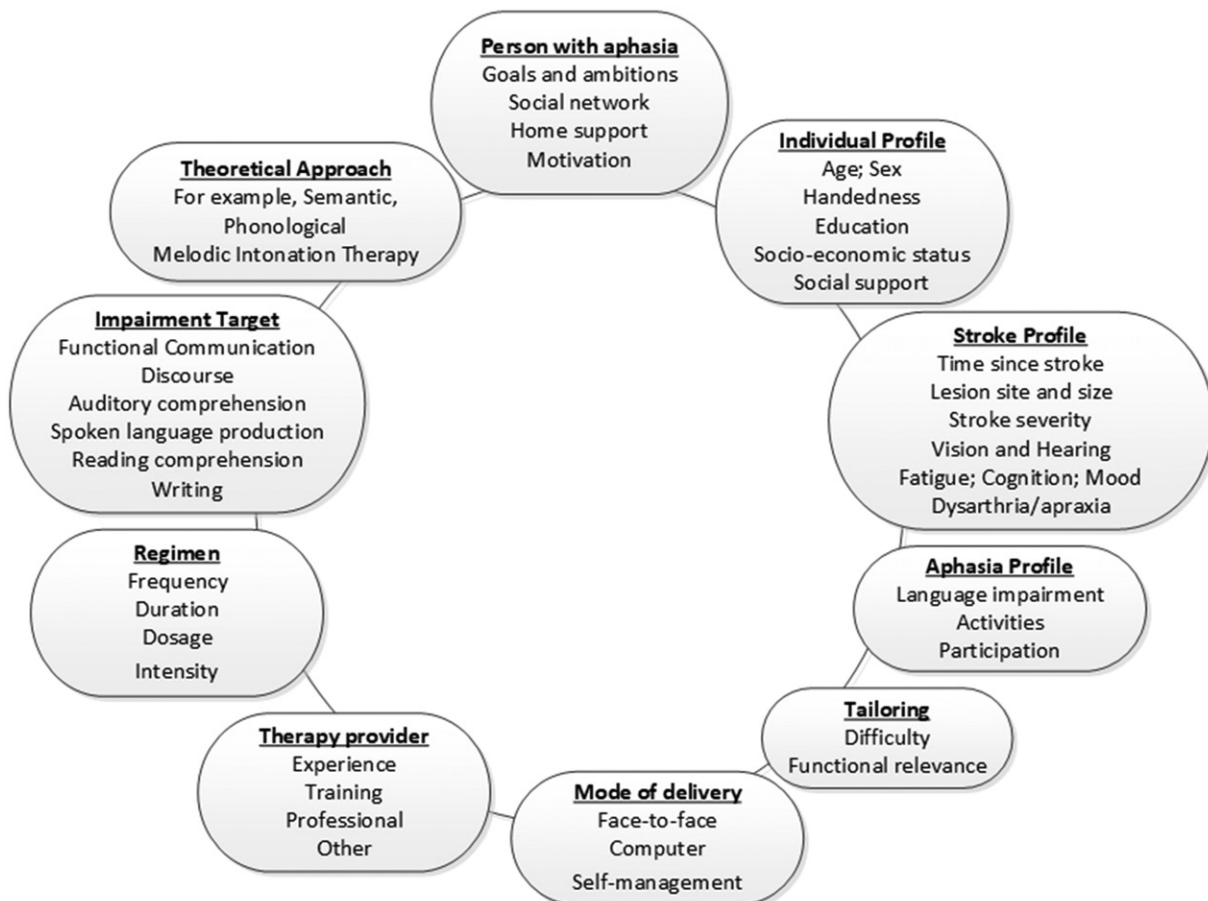 Person with aphasia
Goals and ambitions
Social network
Home support
Motivation
Individual Profile
Age; Sex
Handedness
Education
Socio-economic status
Social support
Stroke Profile
Time since stroke
Lesion site and size
Stroke severity
Vision and Hearing
Fatigue; Cognition; Mood
Dysarthria/apraxia
Aphasia Profile
Language impairment
Activities
Participation
Tailoring
Difficulty
Functional relevance
Mode of delivery
Face-to-face
Computer
Self-management
Therapy provider
Experience
Training
Professional
Other
Regimen
Frequency
Duration
Dosage
Intensity
Impairment Target
Functional Communication
Discourse
Auditory comprehension
Spoken language production
Reading comprehension
Writing
Theoretical Approach
For example, Semantic,
Phonological
Melodic Intonation Therapy